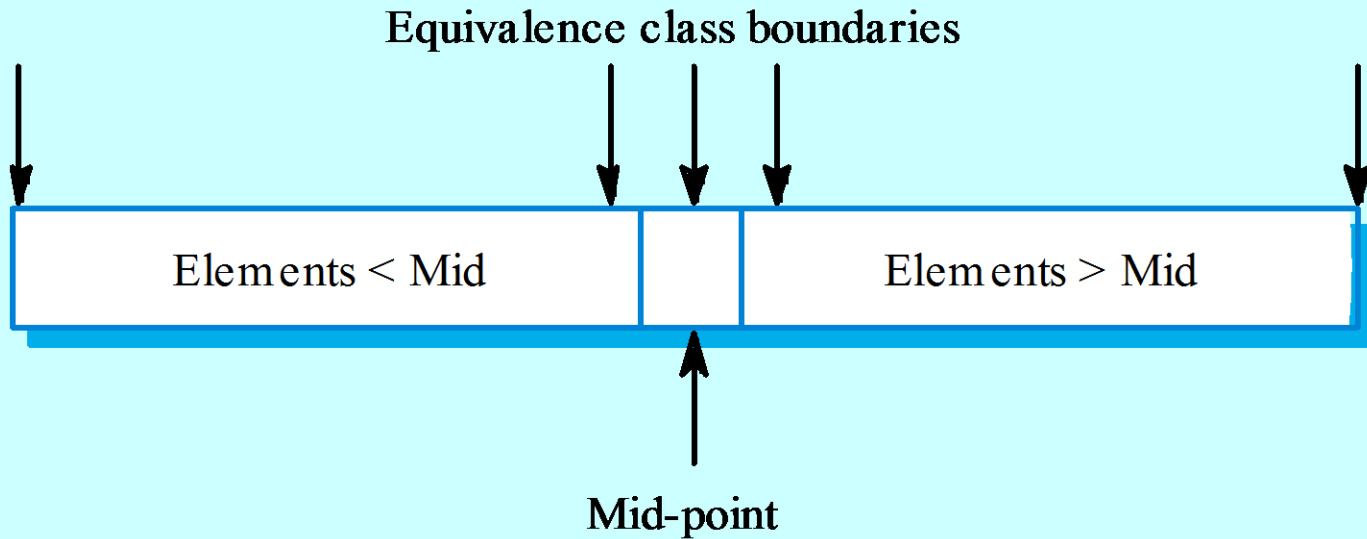 Equivalence class boundaries
Elements < Mid
Elements > Mid
Mid-point